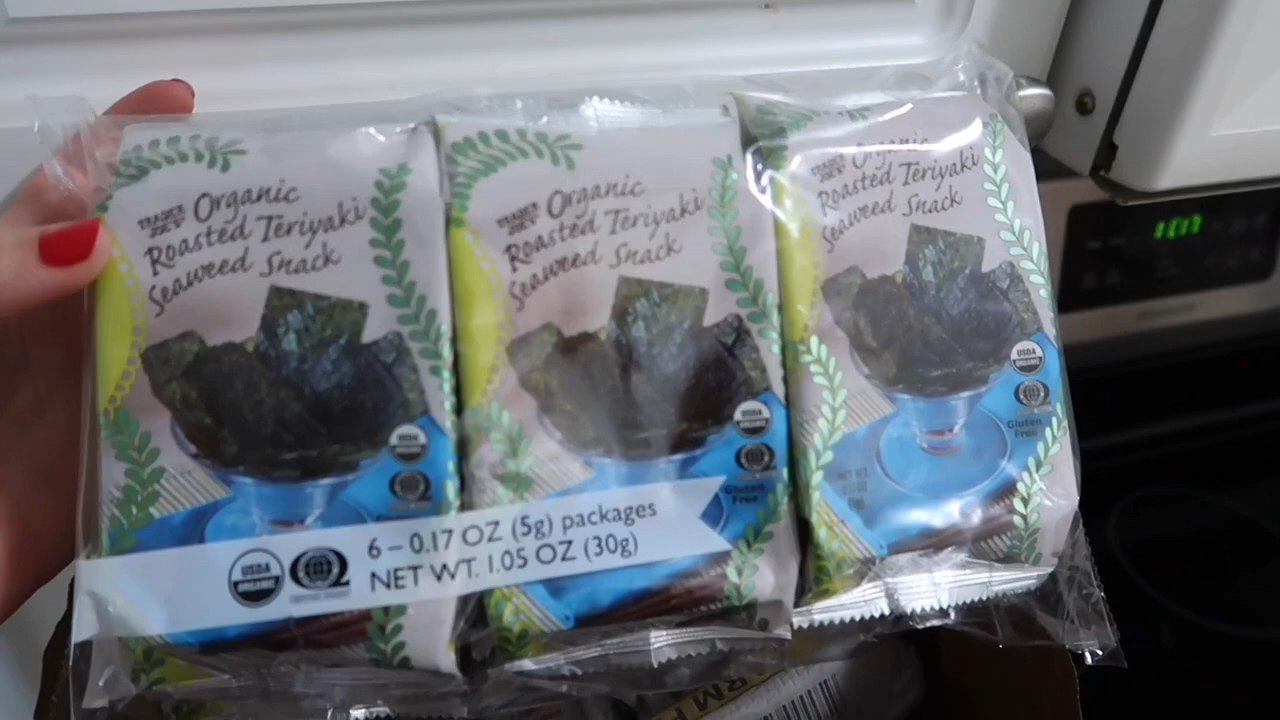 TRADER JOE'S
Organic
Roasted Teriyaki
Seaweed Snack
USDA
ORGANIC
TRADER JOE'S
Organic
Roasted Teriyaki
Seaweed Snack
USDA
ORGANIC
Gluten
Free
TRADER JOE'S
Organic
Roasted Teriyaki
Seaweed Snack
USDA
ORGANIC
Gluten
Free
USDA
ORGANIC
6 – 0.17 OZ (5g) packages
NET WT. 1.05 OZ (30g)